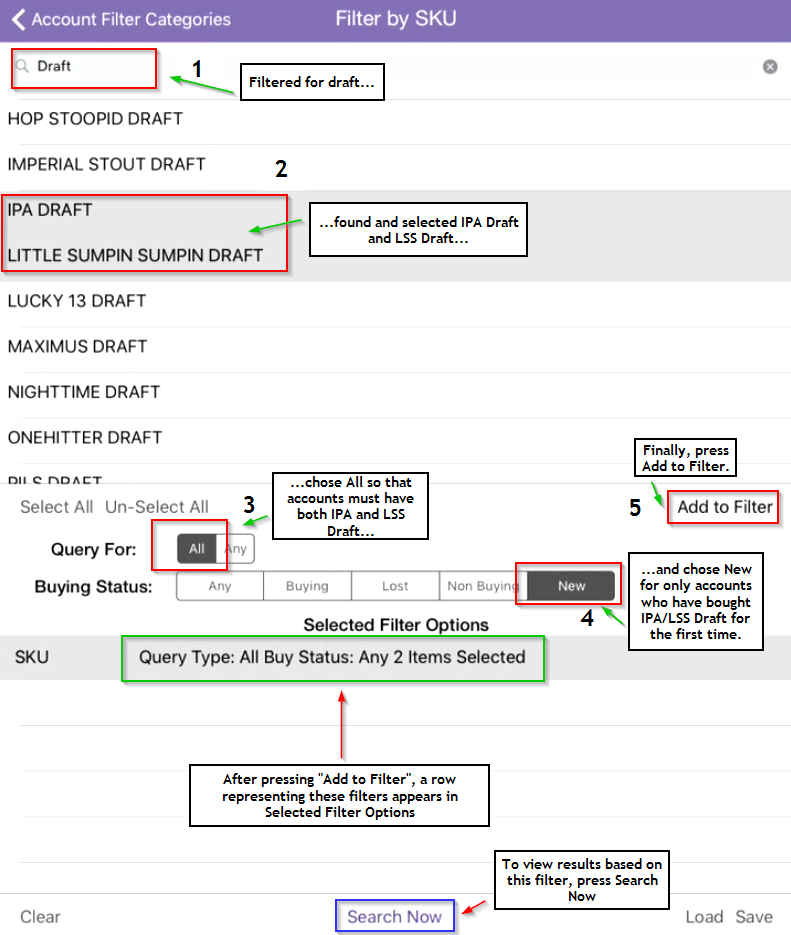 Account Filter Categories
Filter by SKU
Draft
1
Filtered for draft...
HOP STOOPID DRAFT
IMPERIAL STOUT DRAFT
2
IPA DRAFT
...found and selected IPA Draft
and LSS Draft...
LITTLE SUMPIN SUMPIN DRAFT
LUCKY 13 DRAFT
MAXIMUS DRAFT
NIGHTTIME DRAFT
ONEHITTER DRAFT
Finally, press
Add to Filter.
PILS DRAFT
Select All Un-Select All
3
...chose All so that
accounts must have
both IPA and LSS
Draft...
5
Add to Filter
Query For:
All
Any
Buying Status:
Any
Buying
Lost
Non Buying
New
4
...and chose New
for only accounts
who have bought
IPA/LSS Draft for
the first time.
Selected Filter Options
SKU
Query Type: All Buy Status: Any 2 Items Selected
After pressing "Add to Filter", a row
representing these filters appears in
Selected Filter Options
To view results based on
this filter, press Search
Now
Clear
Search Now
Load
Save